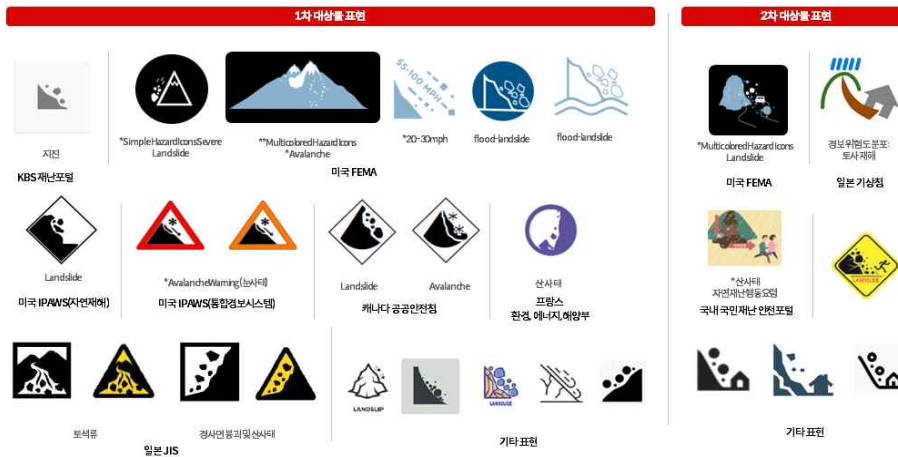 1차 대상물 표현
2차 대상물 표현
지진
KBS 재난포털
*SimpleHazardIconsSevere
Landslide
**MulticoloredHazardIcons
*Avalanche
55-100 MPH
*20-30mph
flood-landslide
flood-landslide
미국 FEMA
*MulticoloredHazardIcons
Landslide
미국 FEMA
경보위험도 분포:
토사 재해
일본 기상청
Landslide
미국 IPAWS(자연재해)
*AvalancheWarning(눈사태)
미국 IPAWS(통합경보시스템)
Landslide
Avalanche
캐나다 공공안전청
산사태
프랑스
환경, 에너지, 해양부
*산사태
자연재난행동요령
국내 국민재난 안전포털
LANDSLIDE
토석류
경사면붕괴 및 산사태
일본 JIS
LANDSLIP
LANDSLIDE
기타 표현
기타 표현